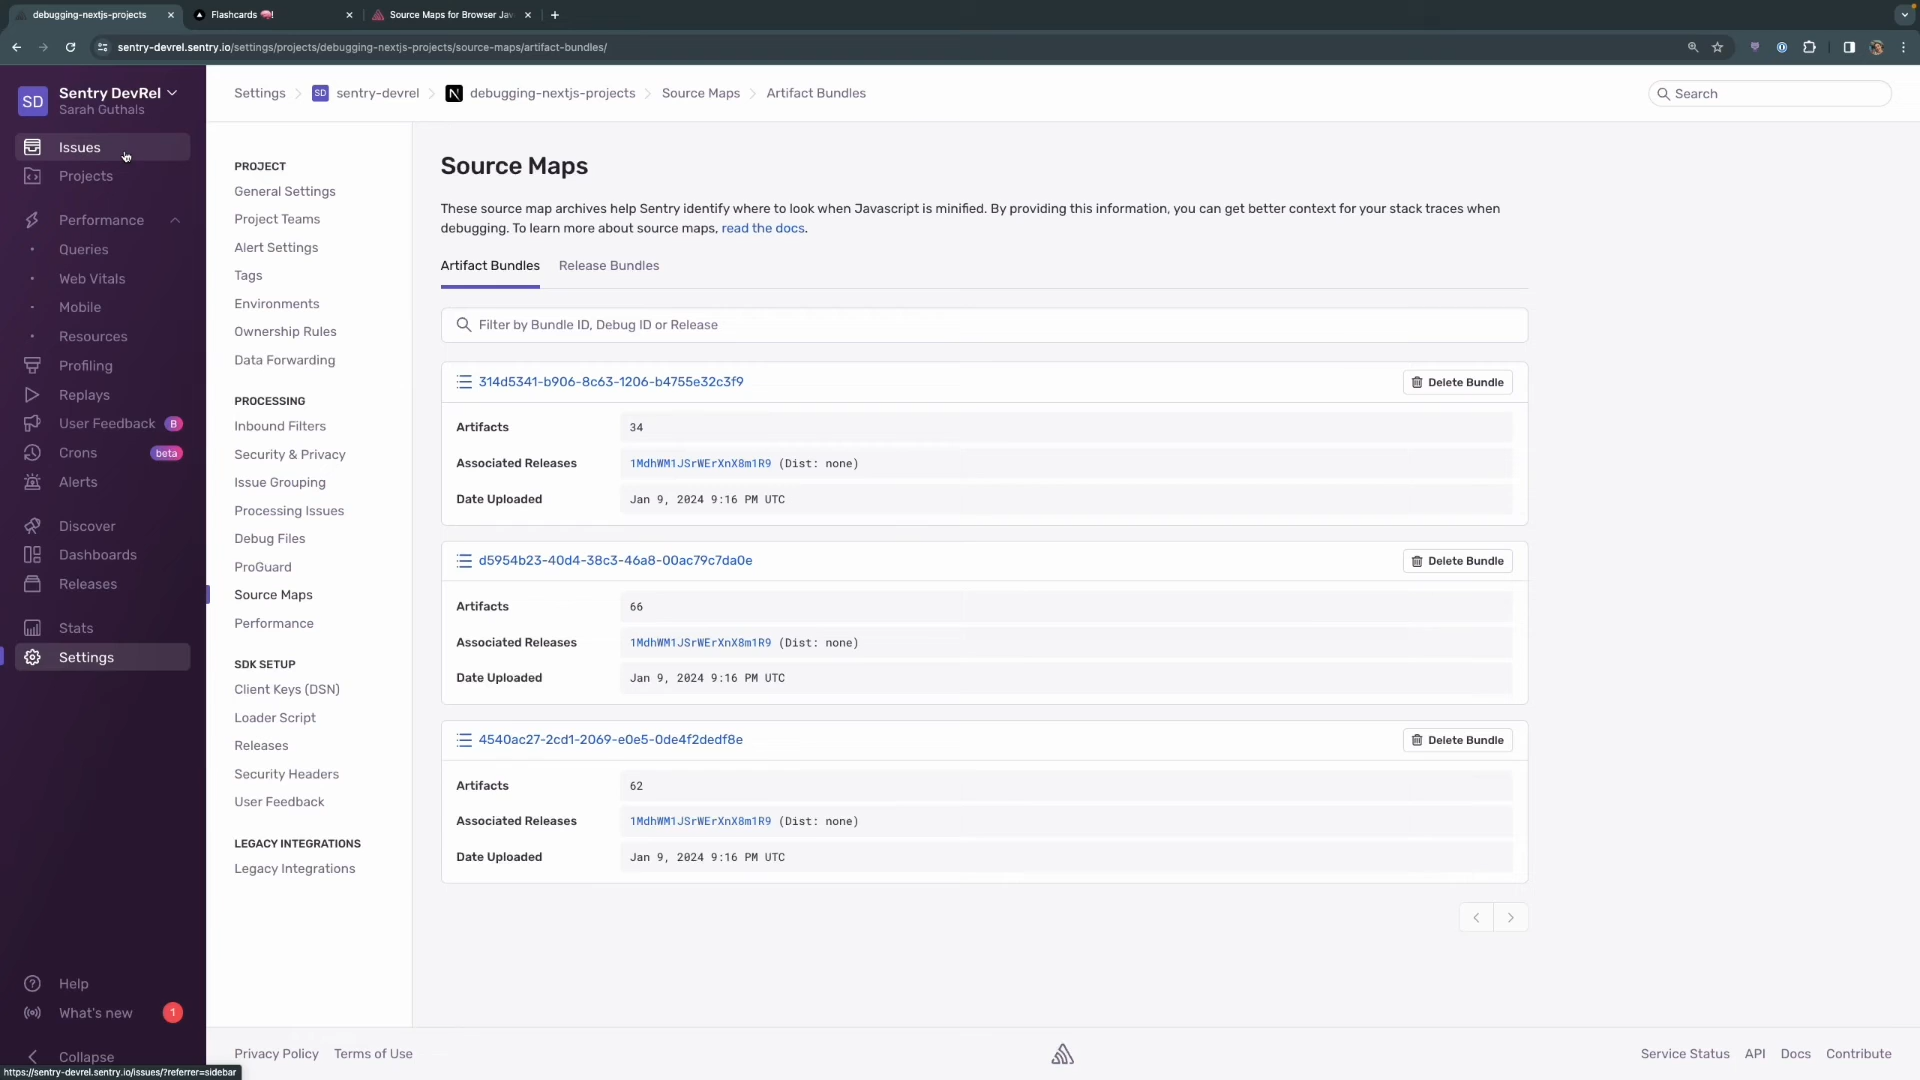 debugging-nextjs-projects
Flashcards 🧠!
Source Maps for Browser Jav
sentry-devrel.sentry.io/settings/projects/debugging-nextjs-projects/source-maps/artifact-bundles/
SD
Sentry DevRel
Sarah Guthals
Issues
Projects
Performance
Queries
Web Vitals
Mobile
Resources
Profiling
Replays
User Feedback B
Crons beta
Alerts
Discover
Dashboards
Releases
Stats
Settings
Help
What's new 1
Collapse
https://sentry-devrel.sentry.io/issues/?referrer=sidebar
Settings > SD sentry-devrel > N debugging-nextjs-projects > Source Maps > Artifact Bundles
Search
PROJECT
General Settings
Project Teams
Alert Settings
Tags
Environments
Ownership Rules
Data Forwarding
PROCESSING
Inbound Filters
Security & Privacy
Issue Grouping
Processing Issues
Debug Files
ProGuard
Source Maps
Performance
SDK SETUP
Client Keys (DSN)
Loader Script
Releases
Security Headers
User Feedback
LEGACY INTEGRATIONS
Legacy Integrations
Source Maps
These source map archives help Sentry identify where to look when Javascript is minified. By providing this information, you can get better context for your stack traces when
debugging. To learn more about source maps, read the docs.
Artifact Bundles Release Bundles
Filter by Bundle ID, Debug ID or Release
314d5341-b906-8c63-1206-b4755e32c3f9 Delete Bundle
Artifacts 34
Associated Releases 1MdhWM1JSrWErXnX8m1R9 (Dist: none)
Date Uploaded Jan 9, 2024 9:16 PM UTC
d5954b23-40d4-38c3-46a8-00ac79c7da0e Delete Bundle
Artifacts 66
Associated Releases 1MdhWM1JSrWErXnX8m1R9 (Dist: none)
Date Uploaded Jan 9, 2024 9:16 PM UTC
4540ac27-2cd1-2069-e0e5-0de4f2dedf8e Delete Bundle
Artifacts 62
Associated Releases 1MdhWM1JSrWErXnX8m1R9 (Dist: none)
Date Uploaded Jan 9, 2024 9:16 PM UTC
Privacy Policy Terms of Use
Service Status API Docs Contribute